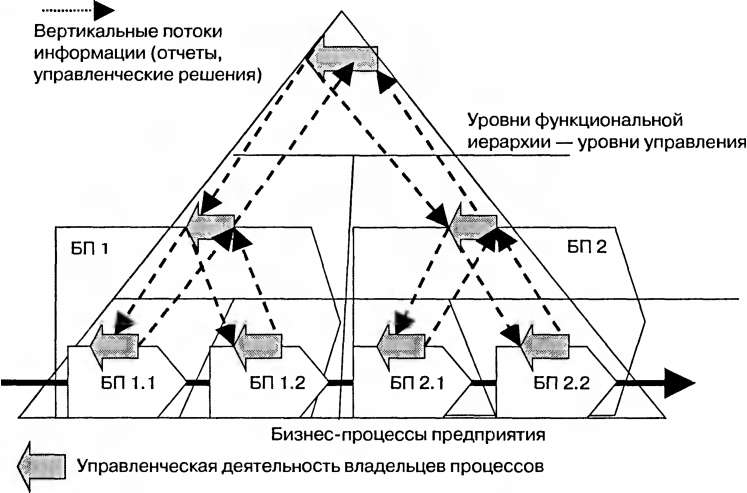 Вертикальные потоки
информации (отчеты,
управленческие решения)
Уровни функциональной
иерархии — уровни управления
БП 1
БП 2
БП 1.1
БП 1.2
БП 2.1
БП 2.2
Бизнес-процессы предприятия
Управленческая деятельность владельцев процессов